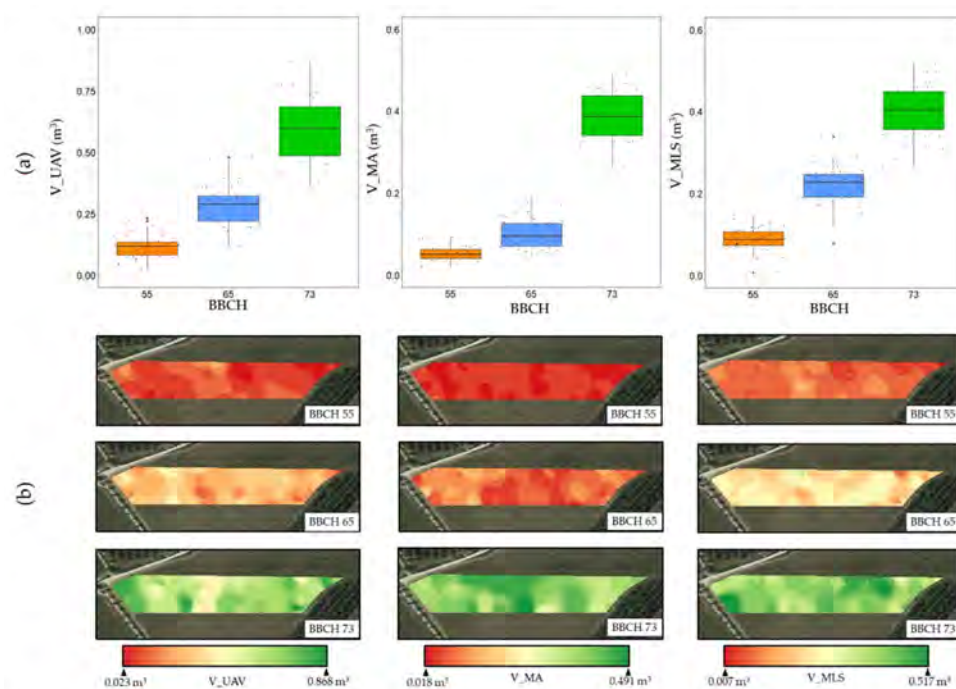 (a)
V_UAV (m³)
1.00
0.75
0.50
0.25
0.00
55 65 73
BBCH
V_MA (m³)
0.6
0.4
0.2
0.0
55 65 73
BBCH
V_MLS (m³)
0.6
0.4
0.2
0.0
55 65 73
BBCH
(b)
BBCH 55 BBCH 55 BBCH 55
BBCH 65 BBCH 65 BBCH 65
BBCH 73 BBCH 73 BBCH 73
0.023 m³ V_UAV 0.868 m³
0.018 m³ V_MA 0.491 m³
0.007 m³ V_MLS 0.517 m³